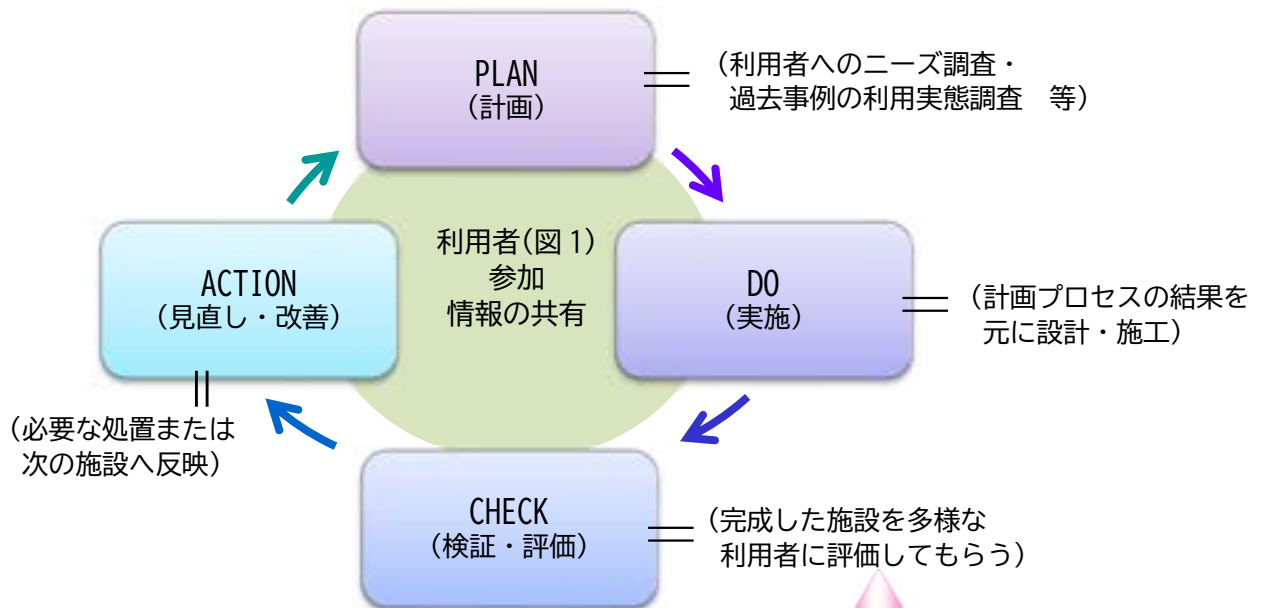 PLAN
（計画）
（利用者へのニーズ調査・
過去事例の利用実態調査　等）
利用者(図 1)
参加
情報の共有
DO
（実施）
（計画プロセスの結果を
元に設計・施工）
ACTION
（見直し・改善）
（必要な処置または
次の施設へ反映）
CHECK
（検証・評価）
（完成した施設を多様な
利用者に評価してもらう）